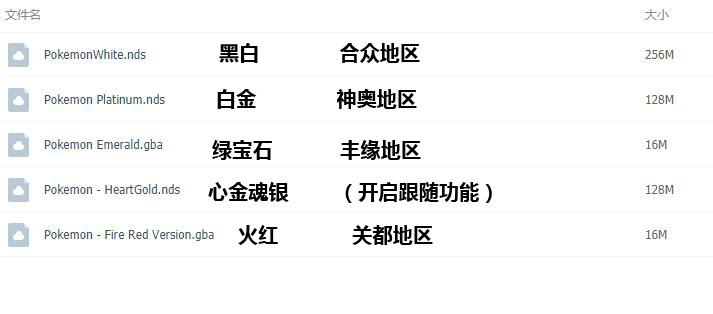 文件名 大小
PokemonWhite.nds 黑白 合众地区 256M
Pokemon Platinum.nds 白金 神奥地区 128M
Pokemon Emerald.gba 绿宝石 丰缘地区 16M
Pokemon - HeartGold.nds 心金魂银 （开启跟随功能） 128M
Pokemon - Fire Red Version.gba 火红 关都地区 16M